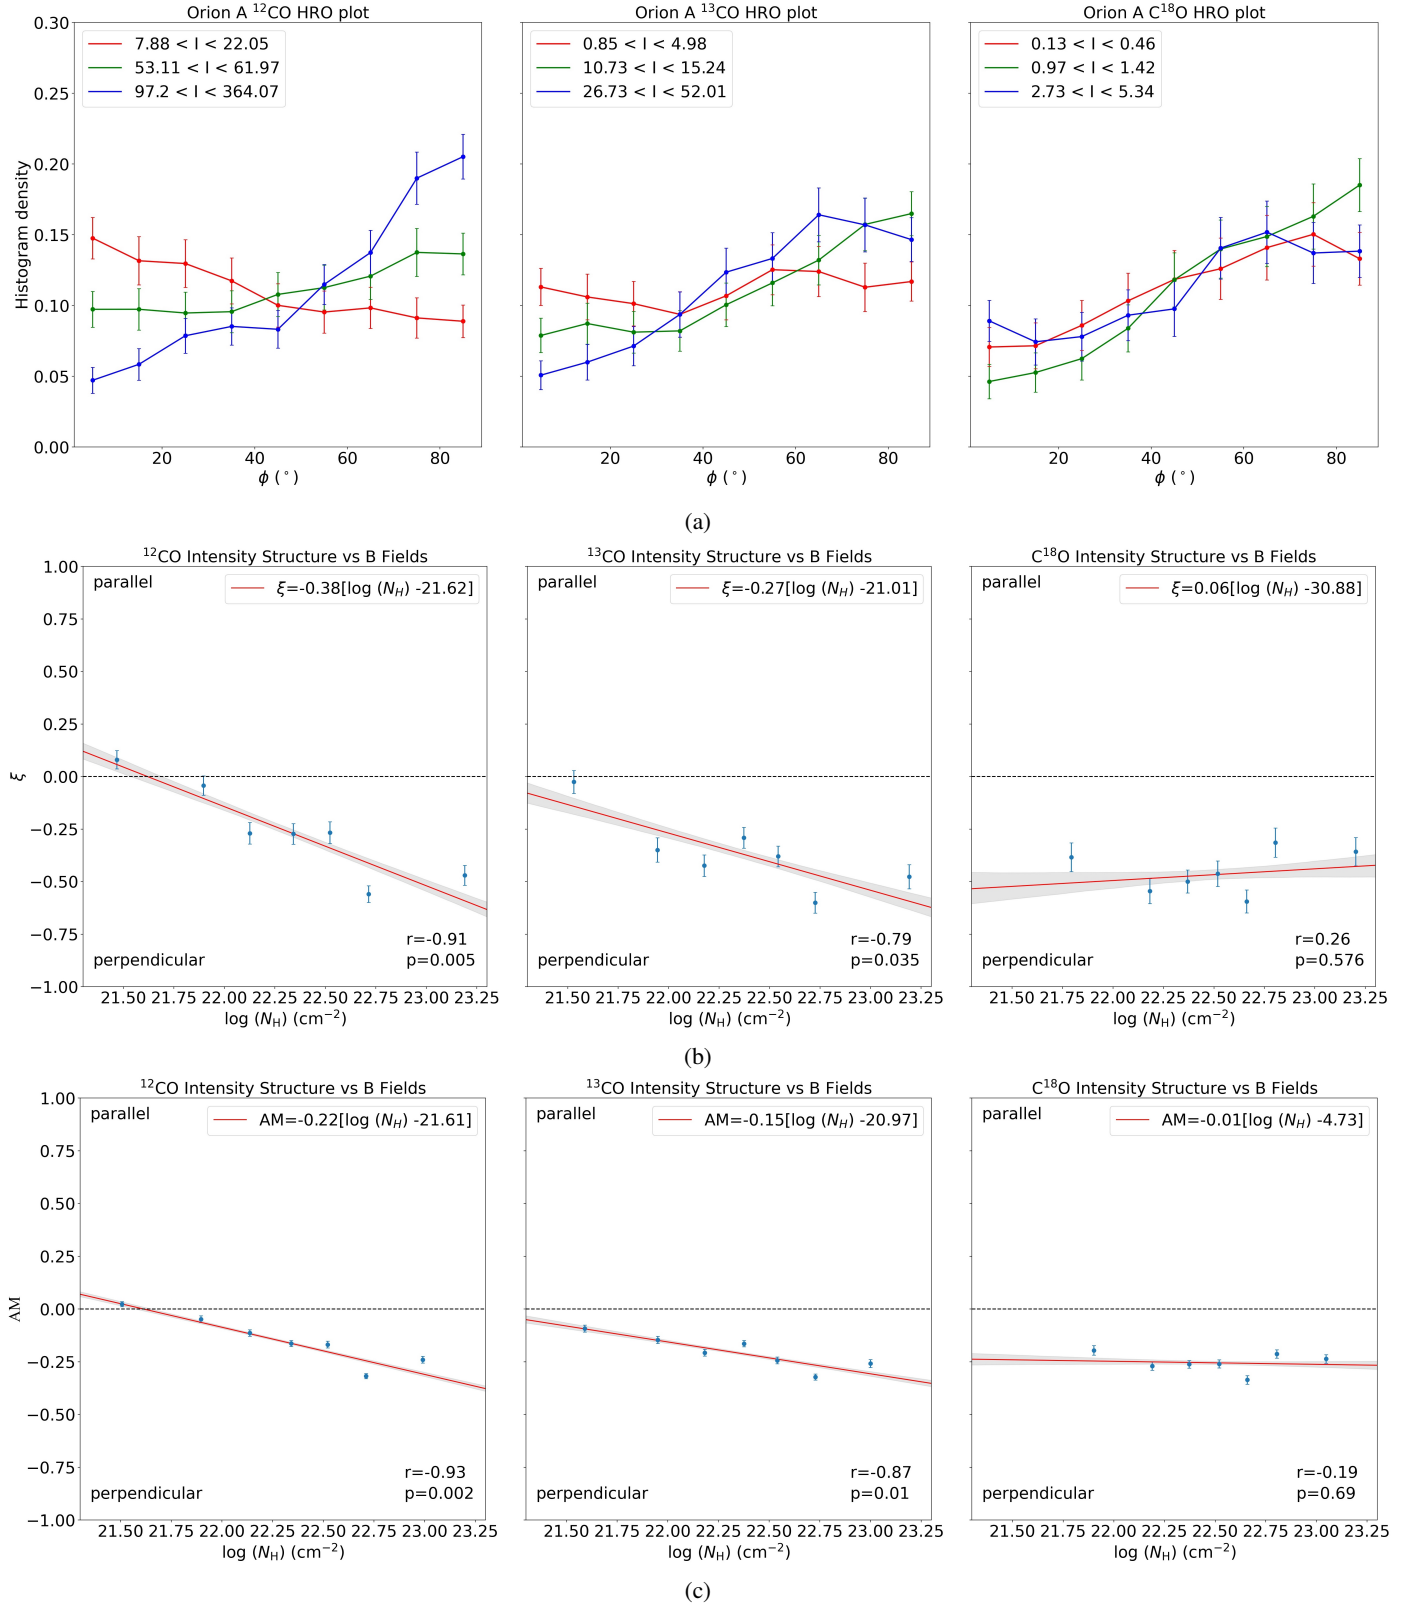 Orion A ¹²CO HRO plot
Orion A ¹³CO HRO plot
Orion A C¹⁸O HRO plot
7.88 < I < 22.05
53.11 < I < 61.97
97.2 < I < 364.07
0.85 < I < 4.98
10.73 < I < 15.24
26.73 < I < 52.01
0.13 < I < 0.46
0.97 < I < 1.42
2.73 < I < 5.34
Histogram density
0.30
0.25
0.20
0.15
0.10
0.05
0.00
20 40 60 80
20 40 60 80
20 40 60 80
ϕ (°)
ϕ (°)
ϕ (°)
(a)
¹²CO Intensity Structure vs B Fields
¹³CO Intensity Structure vs B Fields
C¹⁸O Intensity Structure vs B Fields
parallel
ξ=-0.38[log (N_H) -21.62]
parallel
ξ=-0.27[log (N_H) -21.01]
parallel
ξ=0.06[log (N_H) -30.88]
ξ
1.00
0.75
0.50
0.25
0.00
−0.25
−0.50
−0.75
−1.00
r=-0.91
perpendicular p=0.005
r=-0.79
perpendicular p=0.035
r=0.26
perpendicular p=0.576
21.50 21.75 22.00 22.25 22.50 22.75 23.00 23.25
21.50 21.75 22.00 22.25 22.50 22.75 23.00 23.25
21.50 21.75 22.00 22.25 22.50 22.75 23.00 23.25
log (N_H) (cm⁻²)
log (N_H) (cm⁻²)
log (N_H) (cm⁻²)
(b)
¹²CO Intensity Structure vs B Fields
¹³CO Intensity Structure vs B Fields
C¹⁸O Intensity Structure vs B Fields
parallel
AM=-0.22[log (N_H) -21.61]
parallel
AM=-0.15[log (N_H) -20.97]
parallel
AM=-0.01[log (N_H) -4.73]
AM
1.00
0.75
0.50
0.25
0.00
−0.25
−0.50
−0.75
−1.00
r=-0.93
perpendicular p=0.002
r=-0.87
perpendicular p=0.01
r=-0.19
perpendicular p=0.69
21.50 21.75 22.00 22.25 22.50 22.75 23.00 23.25
21.50 21.75 22.00 22.25 22.50 22.75 23.00 23.25
21.50 21.75 22.00 22.25 22.50 22.75 23.00 23.25
log (N_H) (cm⁻²)
log (N_H) (cm⁻²)
log (N_H) (cm⁻²)
(c)